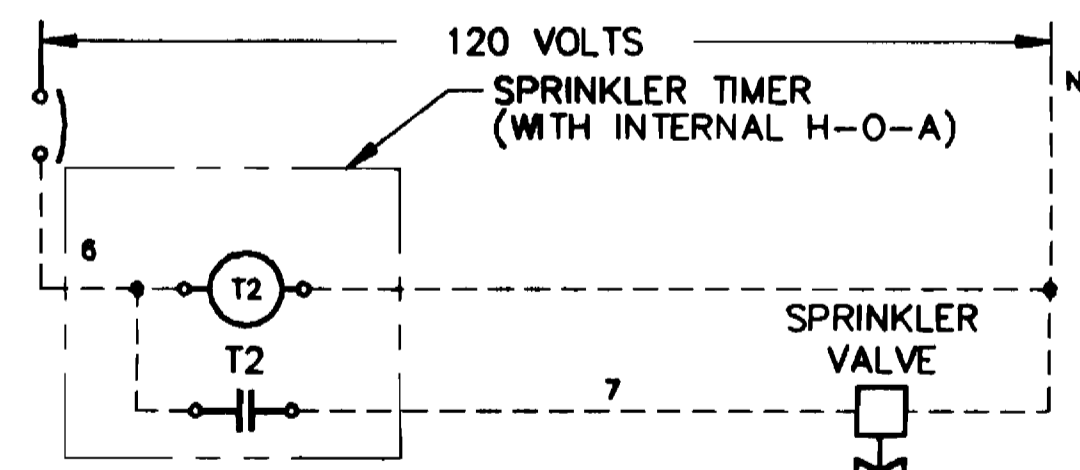 120 VOLTS
N
SPRINKLER TIMER
(WITH INTERNAL H-O-A)
6
T2
T2
SPRINKLER
VALVE
7